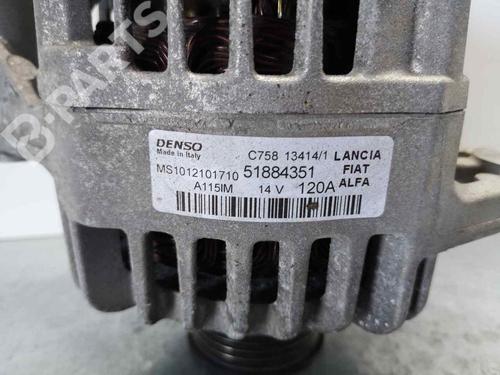 B-PARTS
DENSO
Made in Italy
C758 13414/1 LANCIA
MS1012101710 51884351 FIAT
A115IM 14 V 120A ALFA